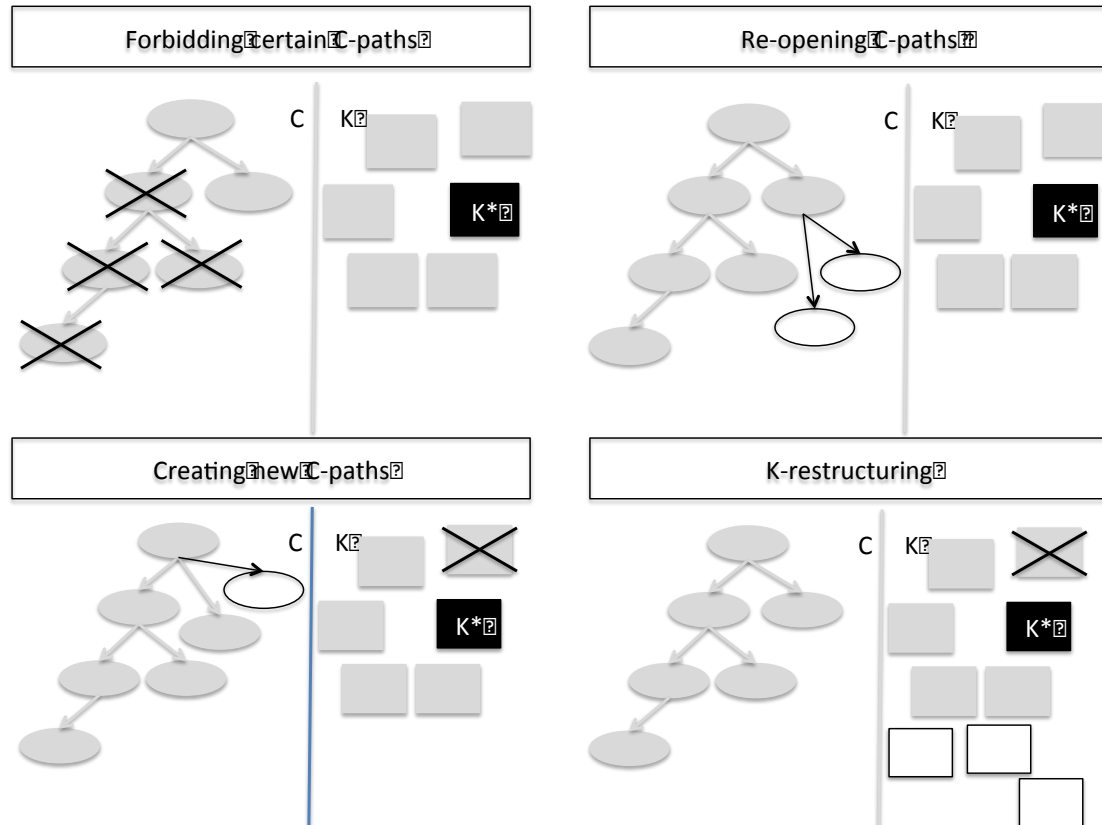 Forbidding certain C-paths
Re-opening C-paths
C K
K*
C K
K*
Creating new C-paths
K-restructuring
C K
K*
C K
K*